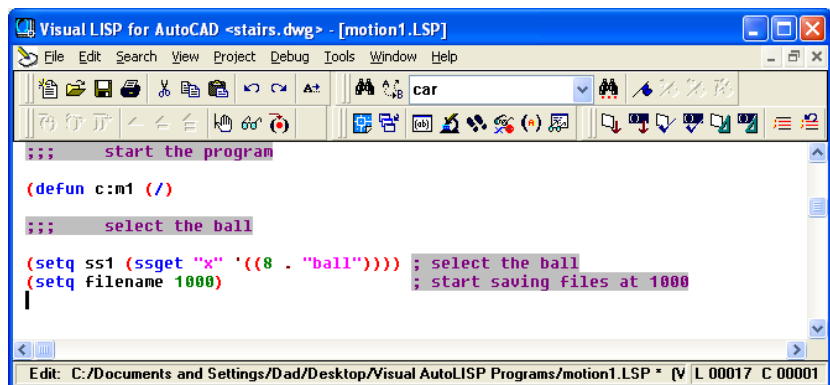 Visual LISP for AutoCAD <stairs.dwg> - [motion1.LSP]
File Edit Search View Project Debug Tools Window Help
car
;;; start the program
(defun c:m1 (/)
;;; select the ball
(setq ss1 (ssget "x" '((8 . "ball")))) ; select the ball
(setq filename 1000) ; start saving files at 1000
Edit: C:/Documents and Settings/Dad/Desktop/Visual AutoLISP Programs/motion1.LSP * (V L 00017 C 00001